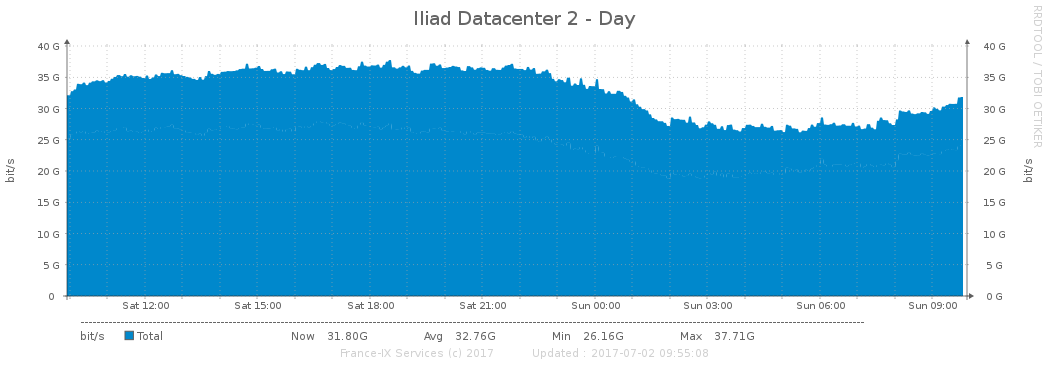 Iliad Datacenter 2 - Day
RRDTOOL / TOBI OETIKER
40 G 40 G
35 G 35 G
30 G 30 G
25 G 25 G
20 G 20 G
15 G 15 G
10 G 10 G
5 G 5 G
0 0 G
bit/s
bit/s
Sat 12:00 Sat 15:00 Sat 18:00 Sat 21:00 Sun 00:00 Sun 03:00 Sun 06:00 Sun 09:00
bit/s Total Now 31.80G Avg 32.76G Min 26.16G Max 37.71G
France-IX Services (c) 2017 Updated : 2017-07-02 09:55:08